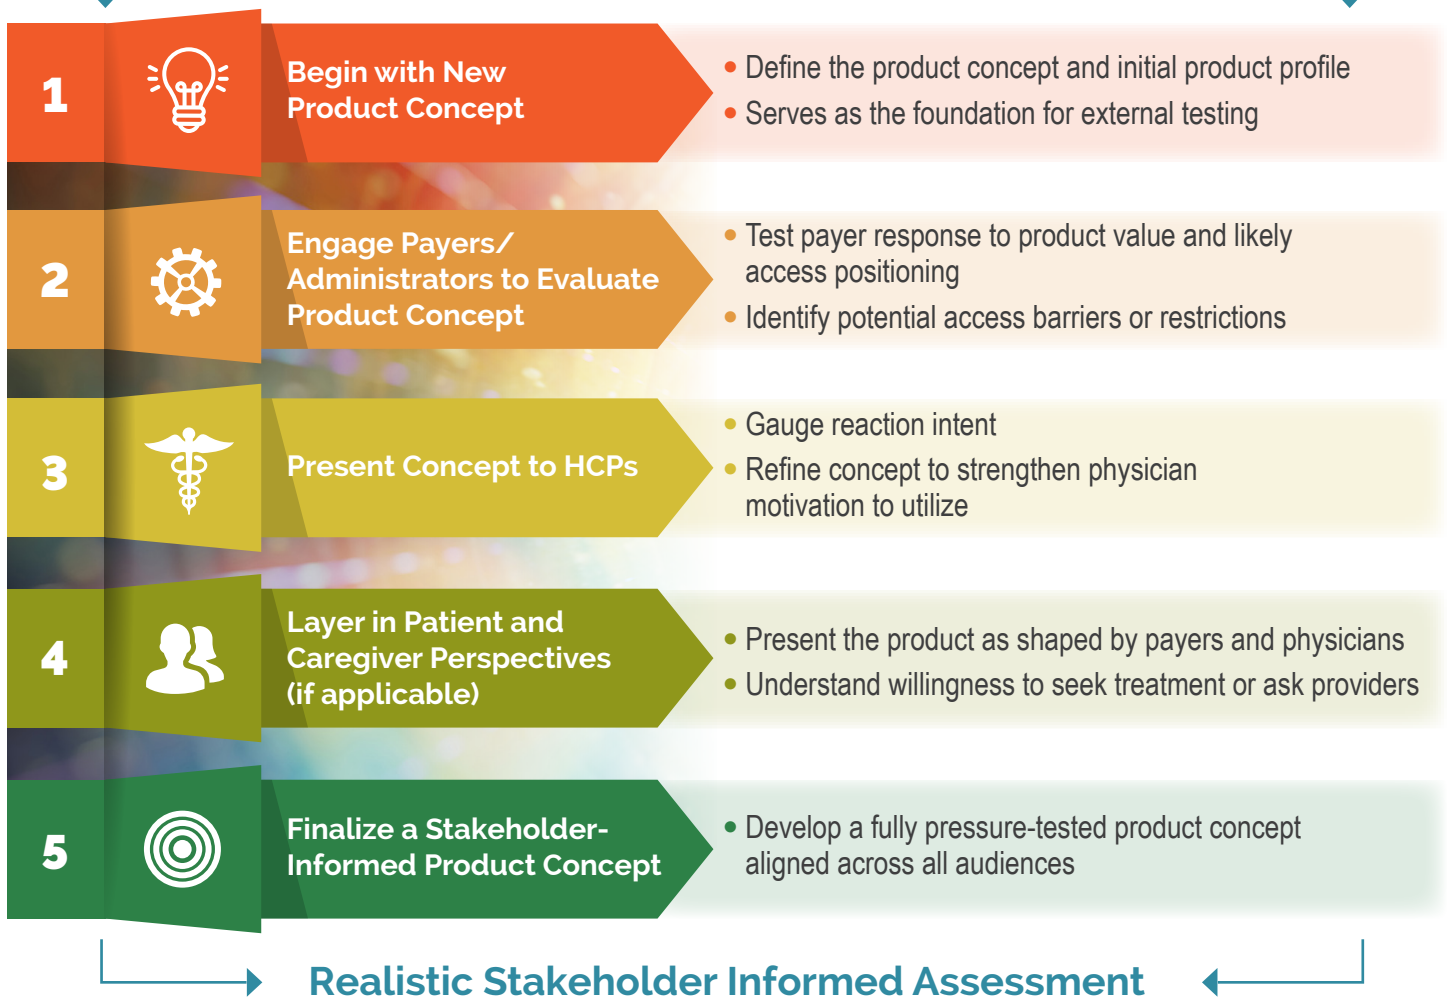 1
Begin with New
Product Concept
• Define the product concept and initial product profile
• Serves as the foundation for external testing
2
Engage Payers/
Administrators to Evaluate
Product Concept
• Test payer response to product value and likely
access positioning
• Identify potential access barriers or restrictions
3
Present Concept to HCPs
• Gauge reaction intent
• Refine concept to strengthen physician
motivation to utilize
4
Layer in Patient and
Caregiver Perspectives
(if applicable)
• Present the product as shaped by payers and physicians
• Understand willingness to seek treatment or ask providers
5
Finalize a Stakeholder-
Informed Product Concept
• Develop a fully pressure-tested product concept
aligned across all audiences
Realistic Stakeholder Informed Assessment